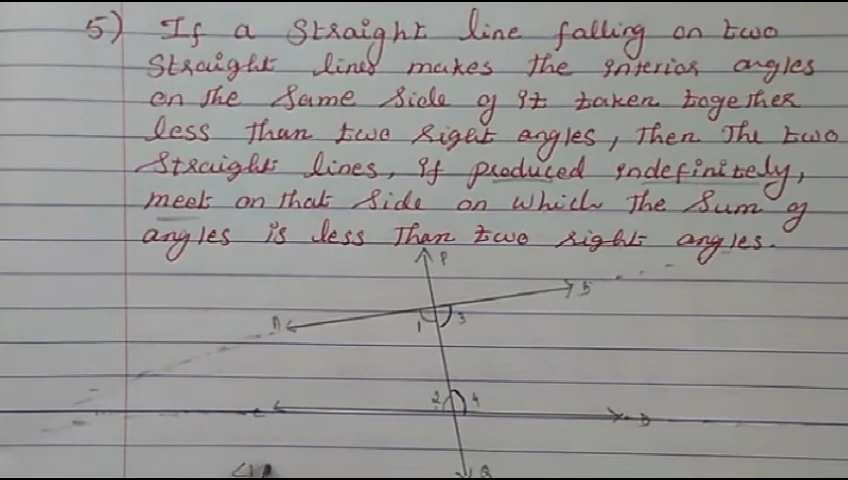 5) If a straight line falling on two
straight lines makes the interior angles
on the same side of it taken together
less than two right angles, then the two
straight lines, if produced indefinitely,
meet on that side on which the sum of
angles is less than two right angles.
P
A B
1 3
2 4
C D
Q
<1